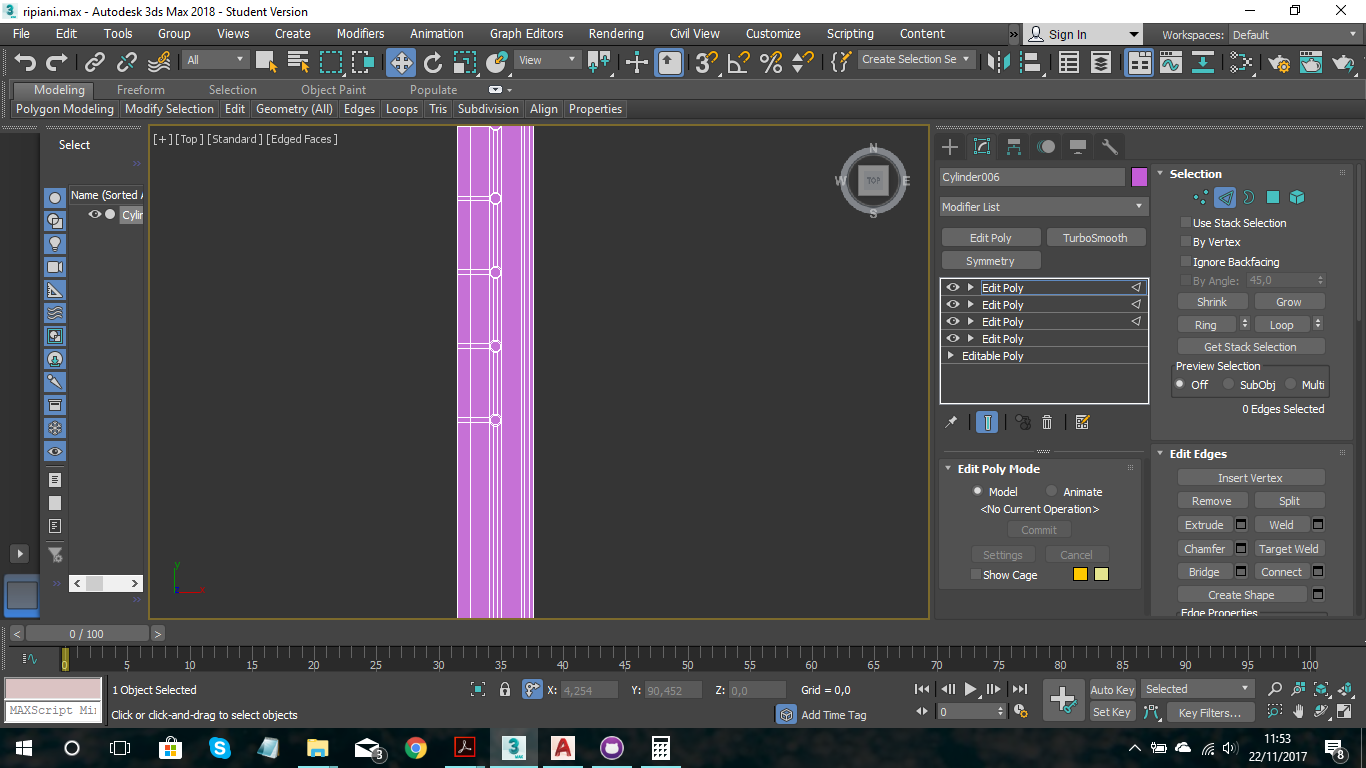 ripiani.max - Autodesk 3ds Max 2018 - Student Version
File Edit Tools Group Views Create Modifiers Animation Graph Editors Rendering Civil View Customize Scripting Content » Sign In Workspaces: Default
All View Create Selection Se
Modeling Freeform Selection Object Paint Populate
Polygon Modeling Modify Selection Edit Geometry (All) Edges Loops Tris Subdivision Align Properties
Select
Name (Sorted A
Cylin
[+] [Top] [Standard] [Edged Faces]
N
W TOP E
S
y
Cylinder006
Modifier List
Edit Poly TurboSmooth
Symmetry
Edit Poly
Edit Poly
Edit Poly
Edit Poly
Editable Poly
Edit Poly Mode
Model Animate
<No Current Operation>
Commit
Settings Cancel
Show Cage
Selection
Use Stack Selection
By Vertex
Ignore Backfacing
By Angle: 45,0
Shrink Grow
Ring Loop
Get Stack Selection
Preview Selection
Off SubObj Multi
0 Edges Selected
Edit Edges
Insert Vertex
Remove Split
Extrude Weld
Chamfer Target Weld
Bridge Connect
Create Shape
Edge Properties
< 0 / 100 >
0 5 10 15 20 25 30 35 40 45 50 55 60 65 70 75 80 85 90 95 100
1 Object Selected X: 4,254 Y: 90,452 Z: 0,0 Grid = 0,0 Auto Key Selected
MAXScript Min Click or click-and-drag to select objects Add Time Tag 0 Set Key Key Filters...
3
11:53
22/11/2017
8